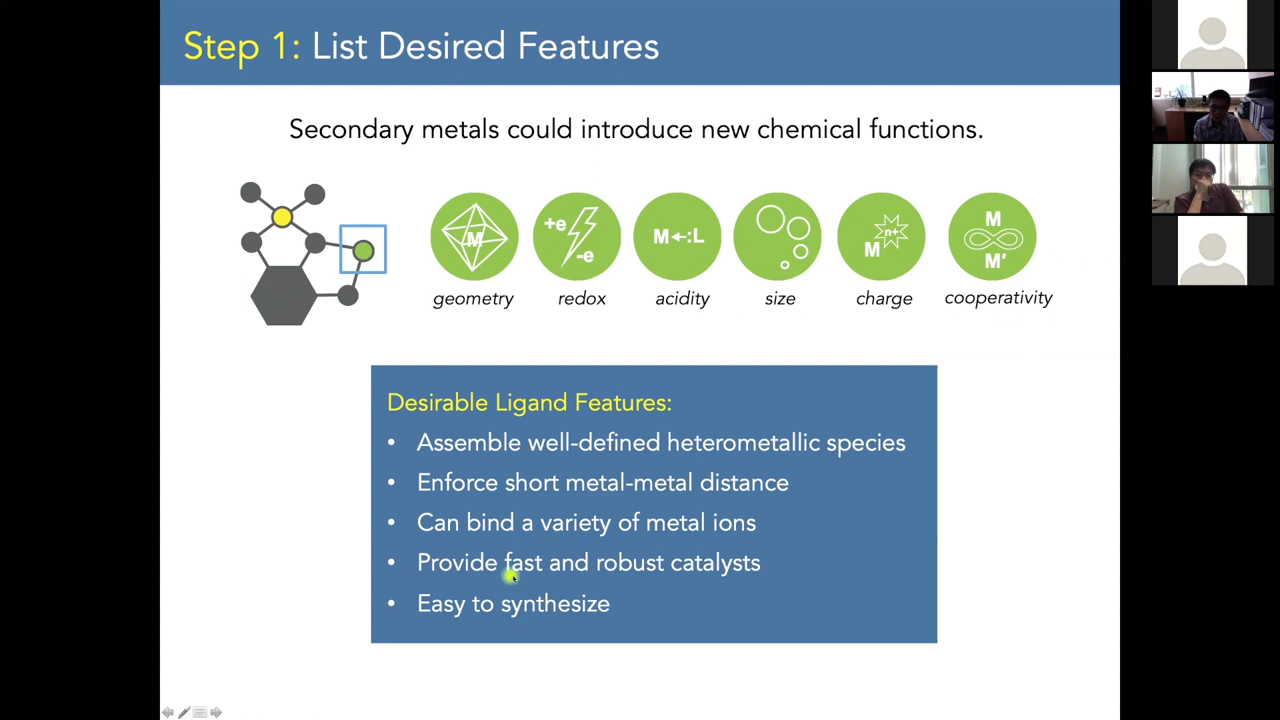 Step 1: List Desired Features
Secondary metals could introduce new chemical functions.
M
+e
-e
M←:L
M n+
M
M′
geometry
redox
acidity
size
charge
cooperativity
Desirable Ligand Features:
• Assemble well-defined heterometallic species
• Enforce short metal-metal distance
• Can bind a variety of metal ions
• Provide fast and robust catalysts
• Easy to synthesize